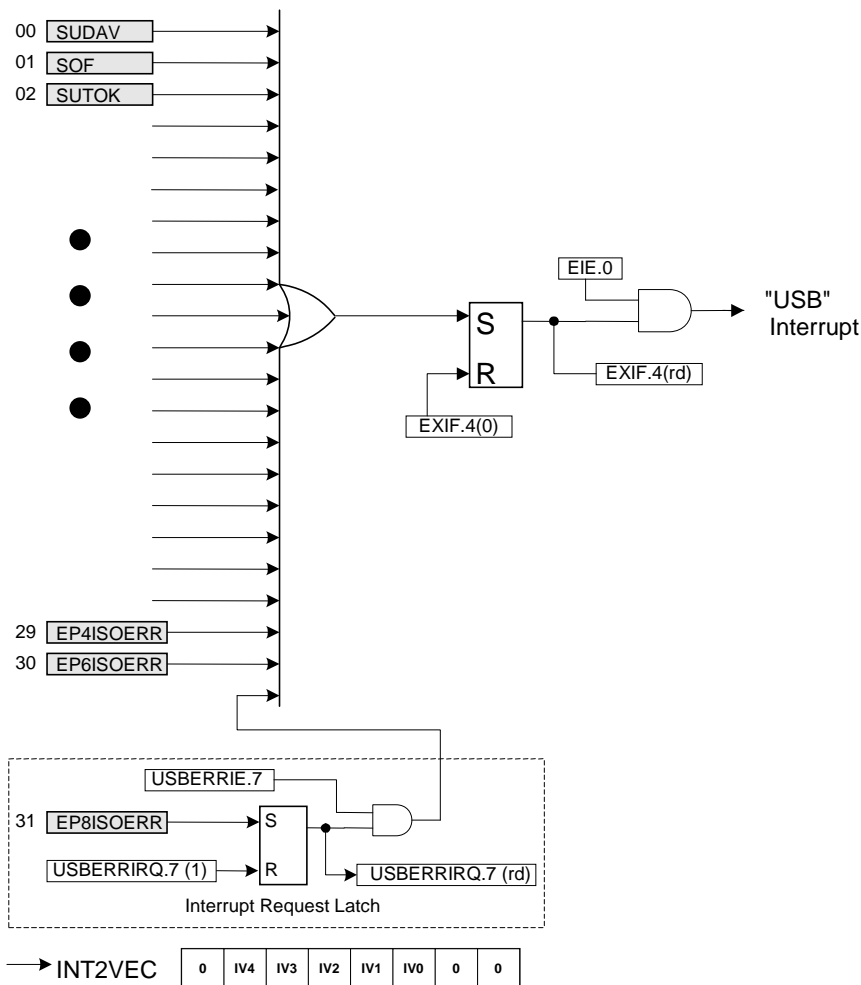 00 SUDAV
01 SOF
02 SUTOK
EIE.0
"USB"
Interrupt
S
R
EXIF.4(rd)
EXIF.4(0)
29 EP4ISOERR
30 EP6ISOERR
USBERRIE.7
31 EP8ISOERR
S
R
USBERRIRQ.7 (1)
USBERRIRQ.7 (rd)
Interrupt Request Latch
INT2VEC 0 IV4 IV3 IV2 IV1 IV0 0 0